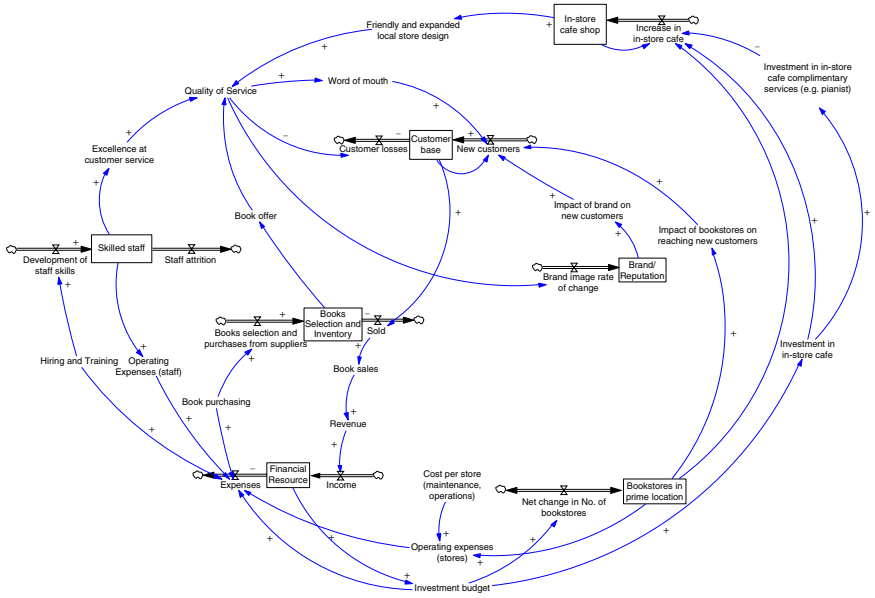 Friendly and expanded
local store design
In-store
cafe shop
Increase in
in-store cafe
Investment in in-store
cafe complimentary
services (e.g. pianist)
Quality of Service
Word of mouth
Excellence at
customer service
Customer losses
Customer
base
New customers
Book offer
Impact of brand on
new customers
Impact of bookstores on
reaching new customers
Skilled staff
Development of
staff skills
Staff attrition
Brand image rate
of change
Brand/
Reputation
Books selection and
purchases from suppliers
Books
Selection and
Inventory
Sold
Book sales
Investment in
in-store cafe
Hiring and Training
Operating
Expenses (staff)
Book purchasing
Revenue
Expenses
Financial
Resource
Income
Cost per store
(maintenance,
operations)
Net change in No. of
bookstores
Bookstores in
prime location
Operating expenses
(stores)
Investment budget